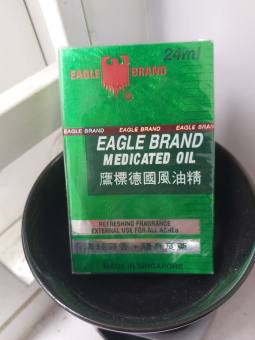 24ml
EAGLE BRAND
EAGLE BRAND EAGLE BRAND EAGLE BRAND
EAGLE BRAND
MEDICATED OIL
鷹標德國風油精
REFRESHING FRAGRANCE
EXTERNAL USE FOR ALL ACHES
MADE IN SINGAPORE